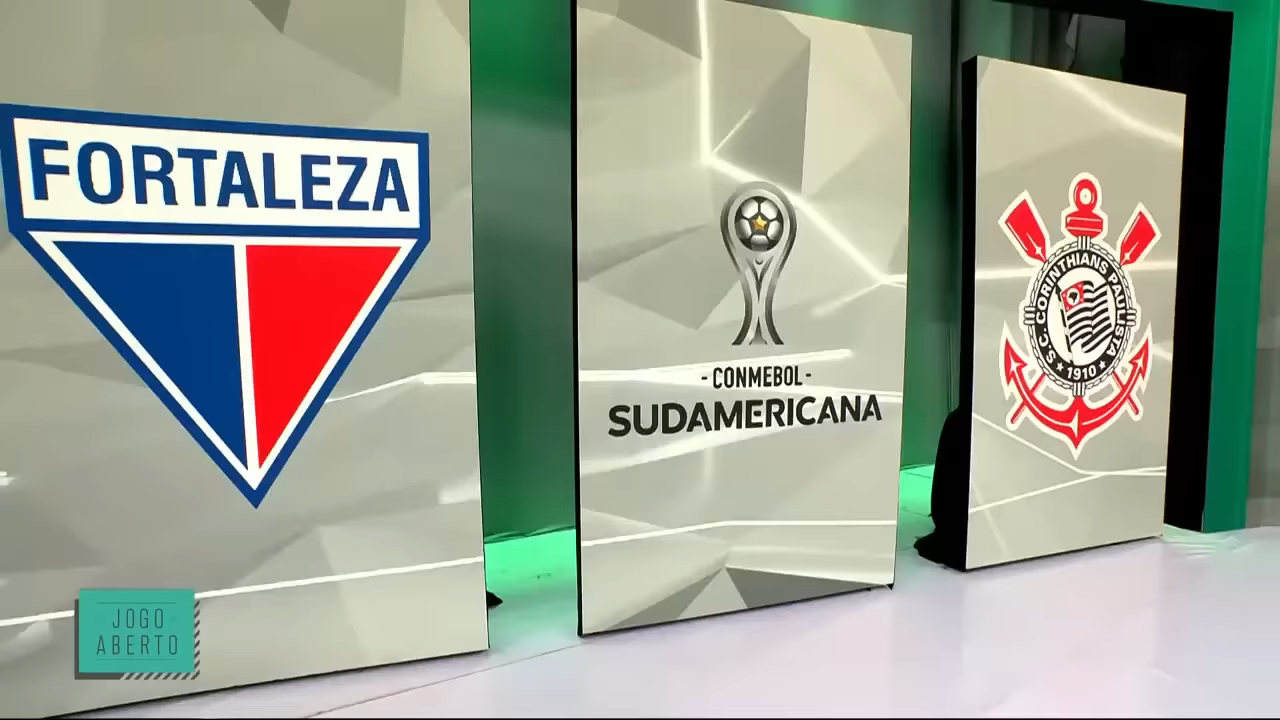 FORTALEZA
- CONMEBOL -
SUDAMERICANA
S.C. CORINTHIANS PAULISTA
★ 1910 ★
JOGO
ABERTO